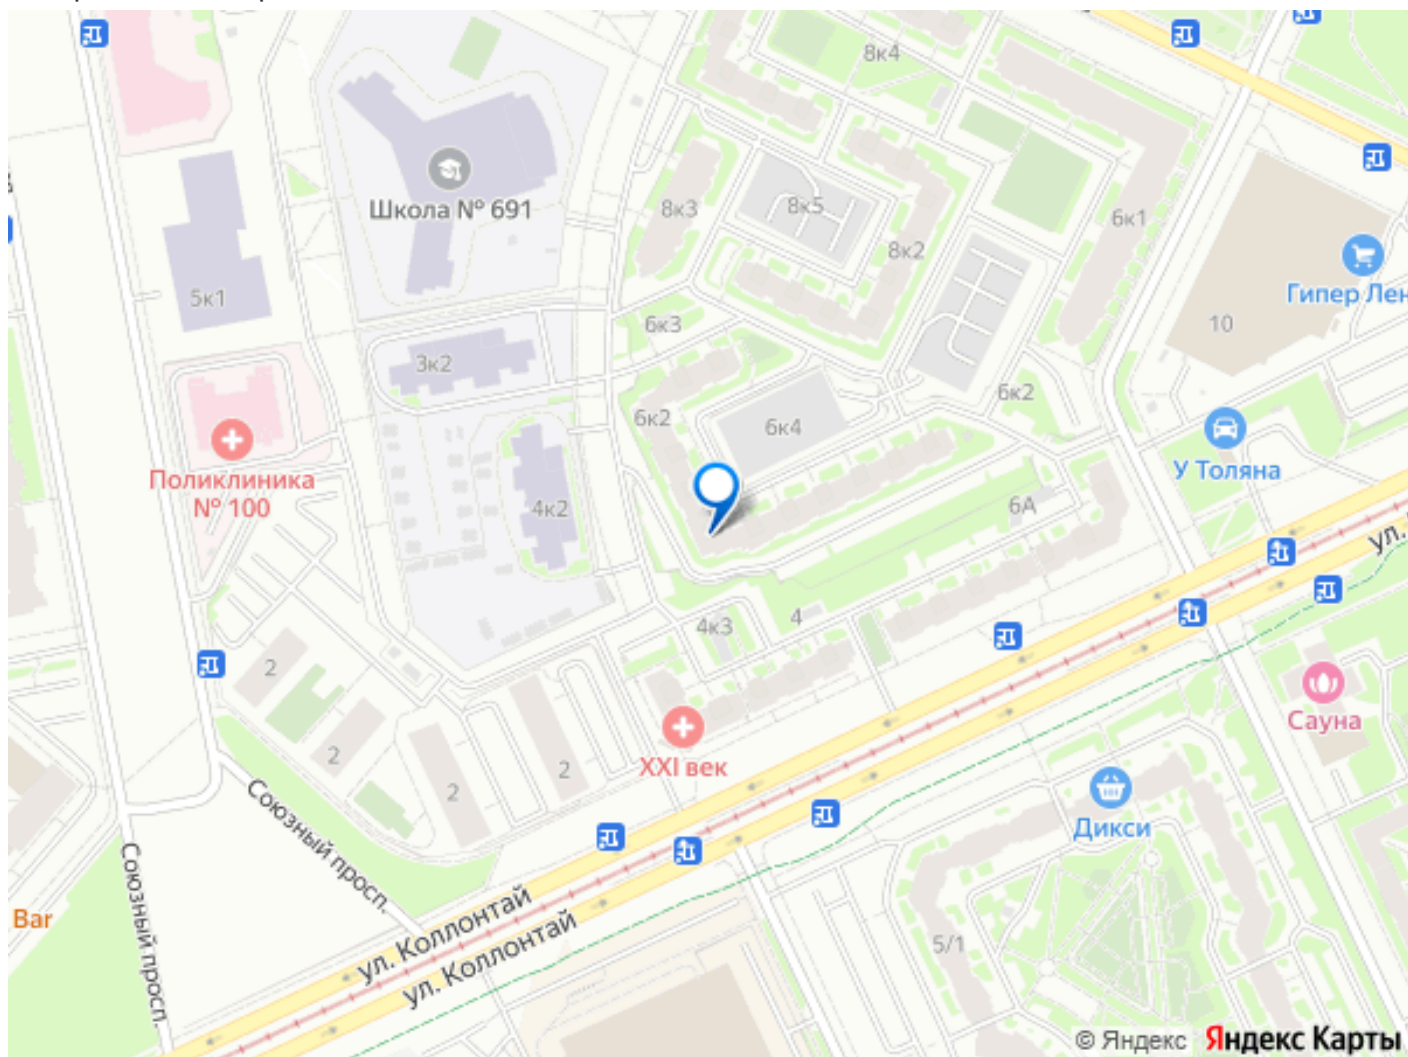 8к4
Школа № 691
8к3
8к5
6к1
8к2
5к1
Гипер Лен
6к3
10
3к2
6к2
6к2
6к4
У Толяна
Поликлиника
№ 100
4к2
6А
ул.
4к3
4
2
Сауна
2
XXI век
2
2
Союзный просп.
Дикси
Союзный просп.
Bar
ул. Коллонтай
ул. Коллонтай
5/1
© Яндекс Яндекс Карты